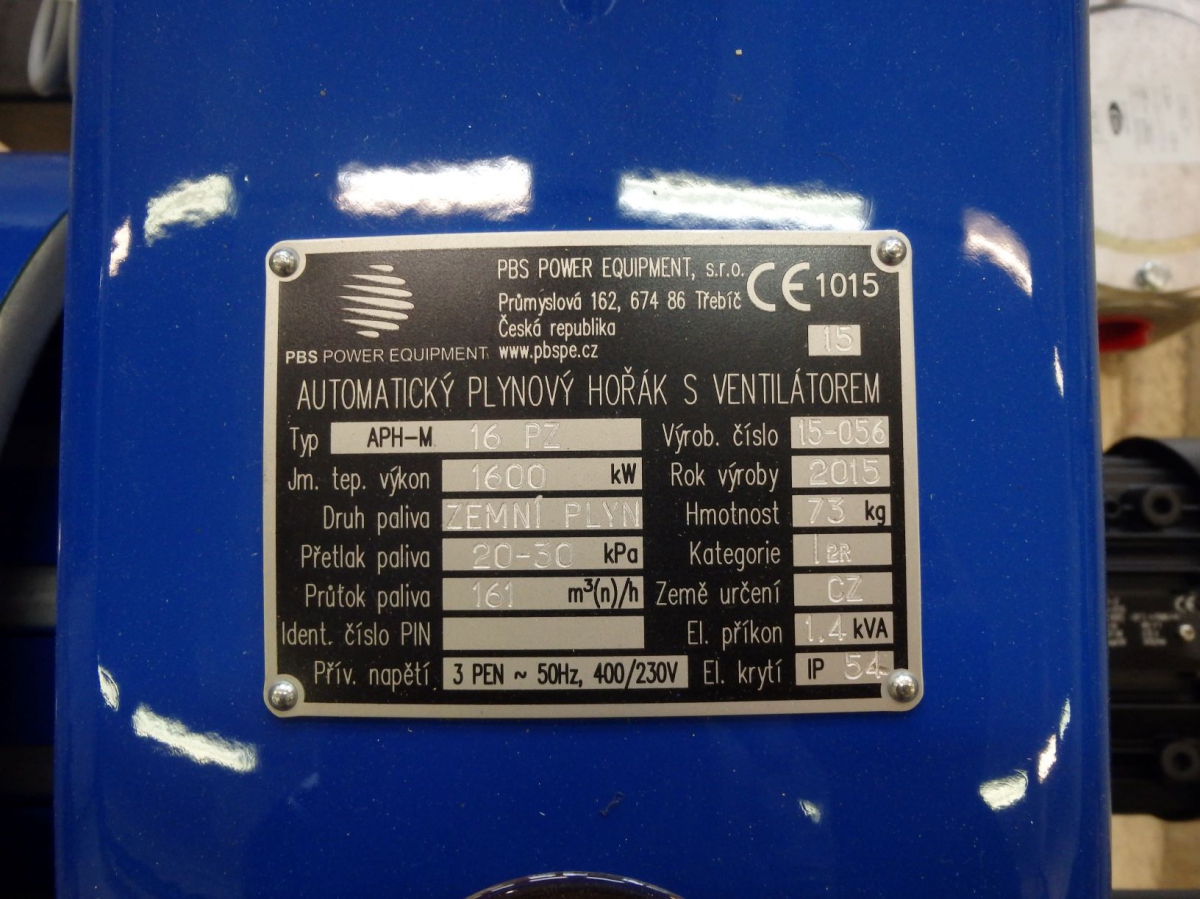 PBS POWER EQUIPMENT, s.r.o.
Průmyslová 162, 674 86 Třebíč
Česká republika
www.pbspe.cz
PBS POWER EQUIPMENT
CE 1015
15
AUTOMATICKÝ PLYNOVÝ HOŘÁK S VENTILÁTOREM
Typ APH-M 16 PZ
Výrob. číslo 15-056
Jm. tep. výkon 1600 kW
Rok výroby 2015
Druh paliva ZEMNÍ PLYN
Hmotnost 73 kg
Přetlak paliva 20-30 kPa
Kategorie I2R
Průtok paliva 161 m³(n)/h
Země určení CZ
Ident. číslo PIN
El. příkon 1.4 kVA
Přív. napětí 3 PEN ~ 50Hz, 400/230V
El. krytí IP 54